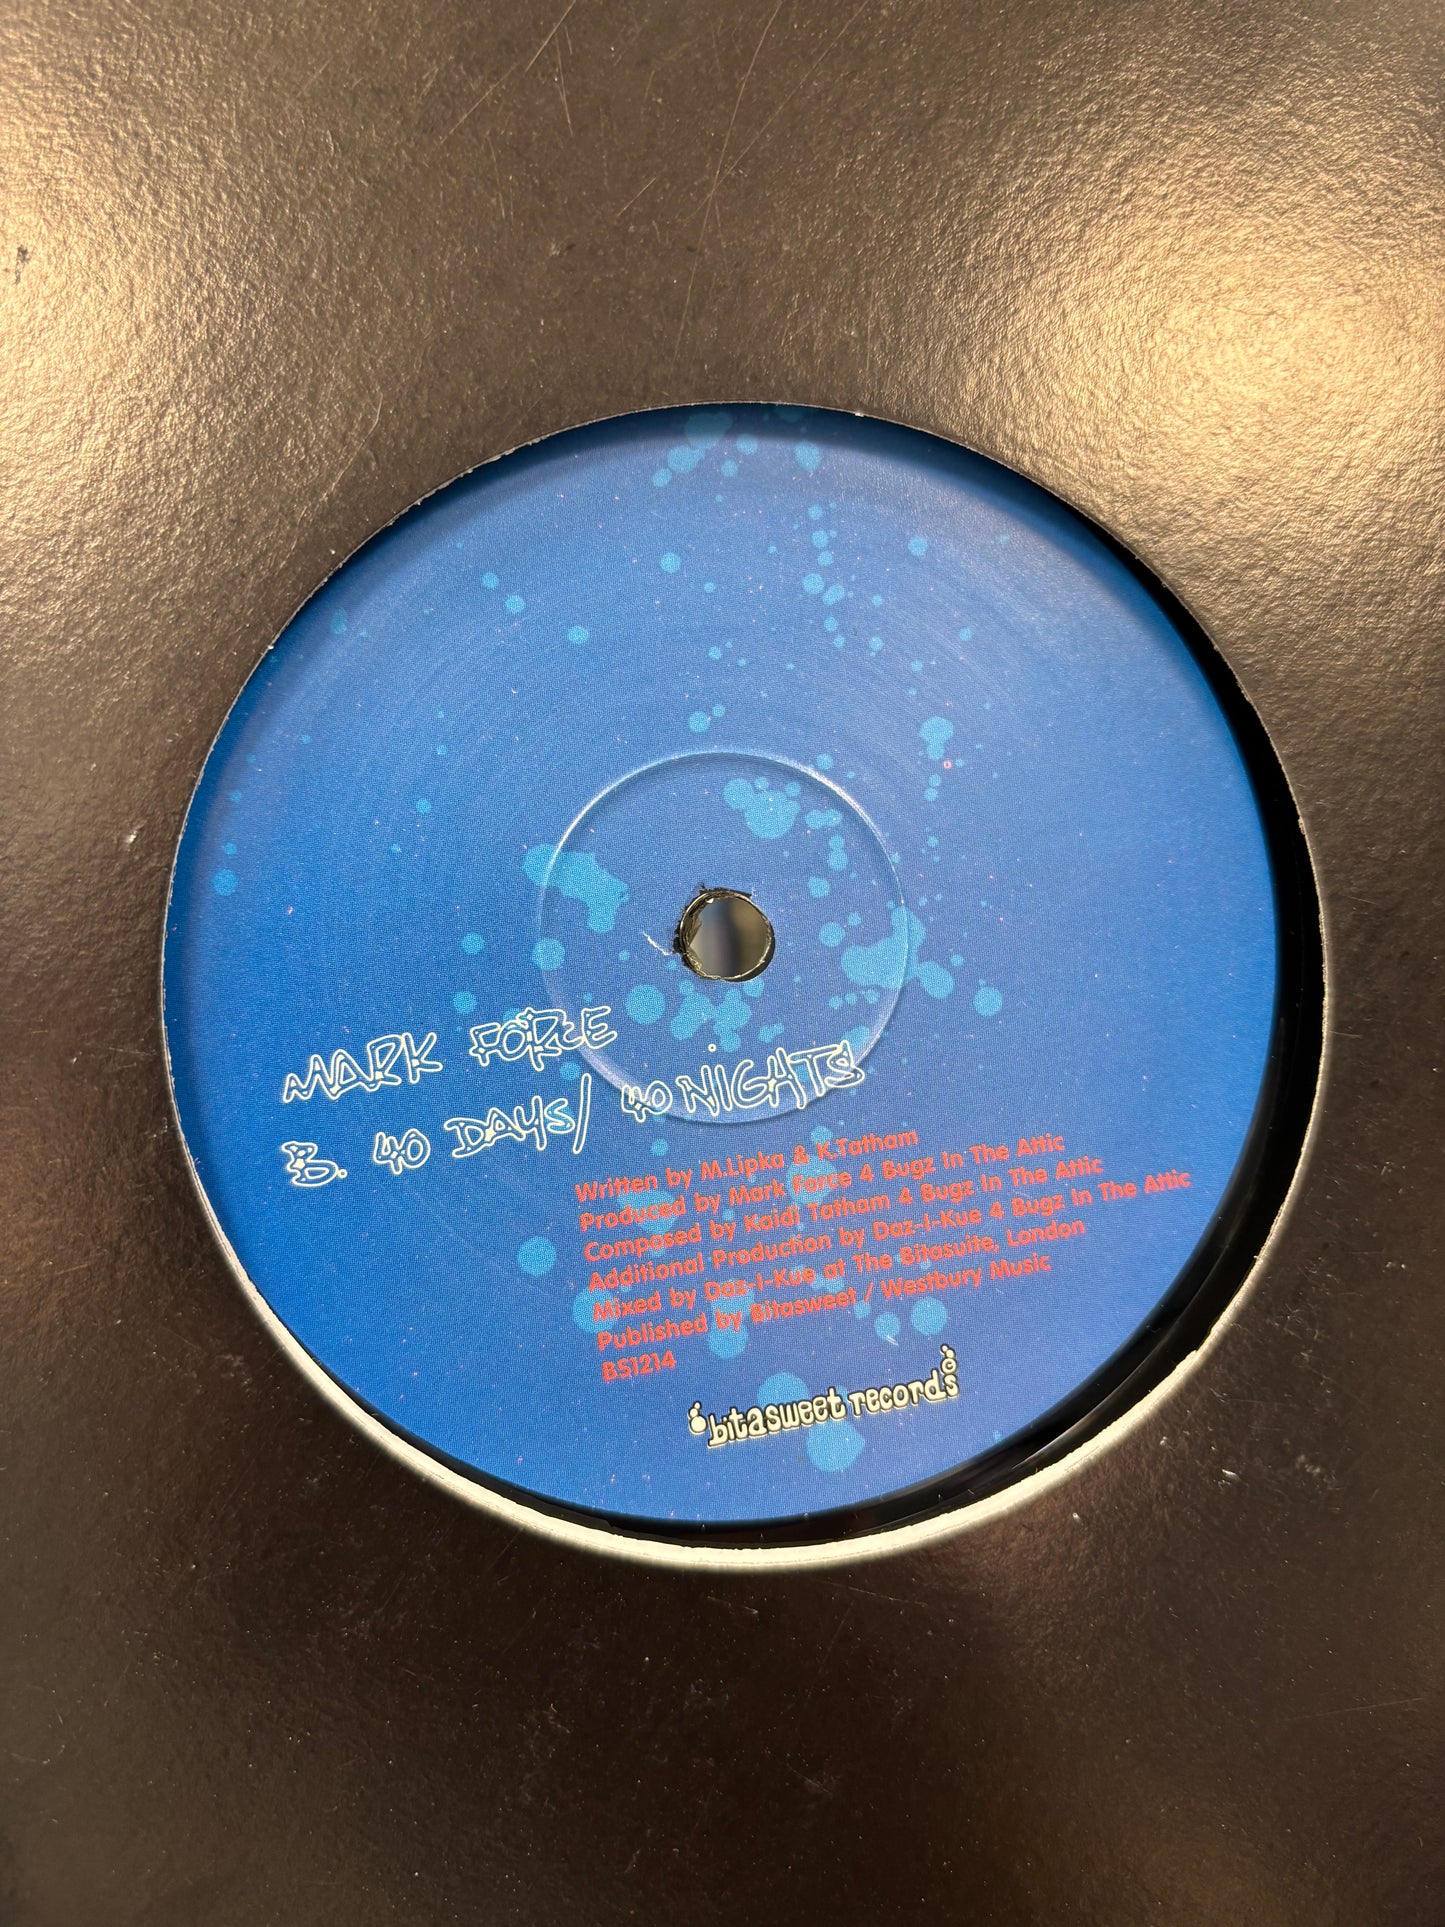 MARK FORCE
B. 40 DAYS/ 40 NIGHTS
Written by M.Lipka & K.Tatham
Produced by Mark Force 4 Bugz In The Attic
Composed by Kaidi Tatham 4 Bugz In The Attic
Additional Production by Daz-I-Kue 4 Bugz In The Attic
Mixed by Daz-I-Kue at The Bitasuite, London
Published by Bitasweet / Westbury Music
BS1214
bitasweet records